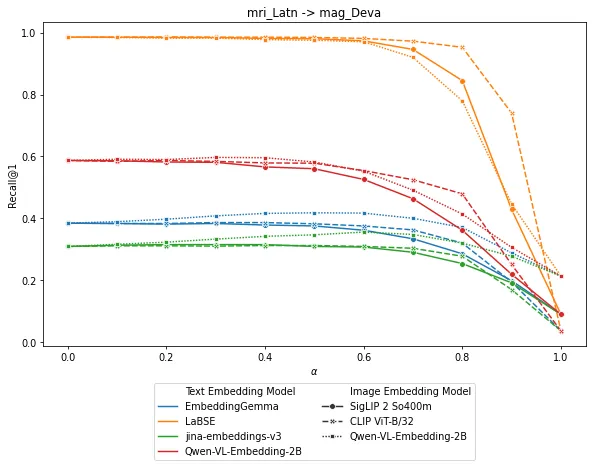 mri_Latn -> mag_Deva
Recall@1
1.0
0.8
0.6
0.4
0.2
0.0
0.0 0.2 0.4 0.6 0.8 1.0
α
Text Embedding Model
EmbeddingGemma
LaBSE
jina-embeddings-v3
Qwen-VL-Embedding-2B
Image Embedding Model
SigLIP 2 So400m
CLIP ViT-B/32
Qwen-VL-Embedding-2B